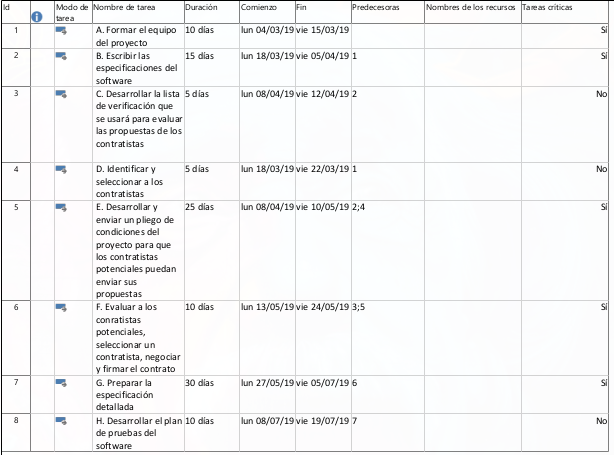 Id Modo de tarea Nombre de tarea Duración Comienzo Fin Predecesoras Nombres de los recursos Tareas críticas
1 A. Formar el equipo 10 días lun 04/03/19 vie 15/03/19 Sí
del proyecto
2 B. Escribir las 15 días lun 18/03/19 vie 05/04/19 1 Sí
especificaciones del
software
3 C. Desarrollar la lista 5 días lun 08/04/19 vie 12/04/19 2 No
de verificación que
se usará para evaluar
las propuestas de los
contratistas
4 D. Identificar y 5 días lun 18/03/19 vie 22/03/19 1 No
seleccionar a los
contratistas
5 E. Desarrollar y 25 días lun 08/04/19 vie 10/05/19 2;4 Sí
enviar un pliego de
condiciones del
proyecto para que
los contratistas
potenciales puedan
enviar sus
propuestas
6 F. Evaluar a los 10 días lun 13/05/19 vie 24/05/19 3;5 Sí
conratistas
potenciales,
seleccionar un
contratista, negociar
y firmar el contrato
7 G. Preparar la 30 días lun 27/05/19 vie 05/07/19 6 Sí
especificación
detallada
8 H. Desarrollar el plan 10 días lun 08/07/19 vie 19/07/19 7 No
de pruebas del
software